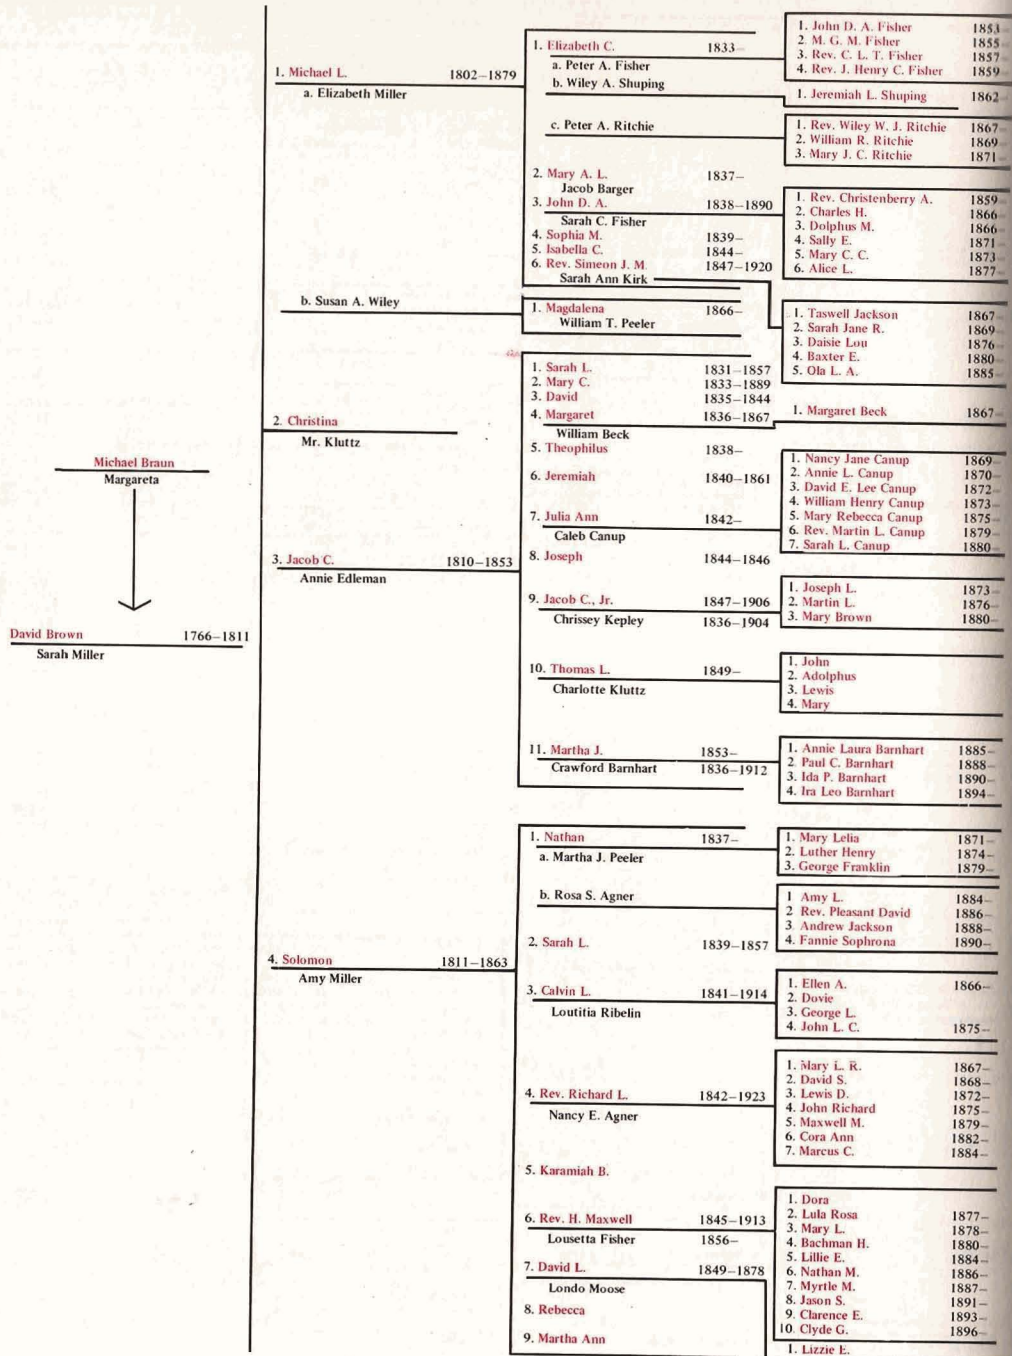 Michael Braun
Margareta
David Brown 1766–1811
Sarah Miller
1. Michael L. 1802–1879
a. Elizabeth Miller
b. Susan A. Wiley
2. Christina
Mr. Kluttz
3. Jacob C. 1810–1853
Annie Edleman
4. Solomon 1811–1863
Amy Miller
1. Elizabeth C. 1833–
a. Peter A. Fisher
b. Wiley A. Shuping
c. Peter A. Ritchie
2. Mary A. L. 1837–
Jacob Barger
3. John D. A. 1838–1890
Sarah C. Fisher
4. Sophia M. 1839–
5. Isabella C. 1844–
6. Rev. Simeon J. M. 1847–1920
Sarah Ann Kirk
1. Magdalena 1866–
William T. Peeler
1. Sarah L. 1831–1857
2. Mary C. 1833–1889
3. David 1835–1844
4. Margaret 1836–1867
William Beck
5. Theophilus 1838–
6. Jeremiah 1840–1861
7. Julia Ann 1842–
Caleb Canup
8. Joseph 1844–1846
9. Jacob C., Jr. 1847–1906
Chrissey Kepley 1836–1904
10. Thomas L. 1849–
Charlotte Kluttz
11. Martha J. 1853–
Crawford Barnhart 1836–1912
1. Nathan 1837–
a. Martha J. Peeler
b. Rosa S. Agner
2. Sarah L. 1839–1857
3. Calvin L. 1841–1914
Loutitia Ribelin
4. Rev. Richard L. 1842–1923
Nancy E. Agner
5. Karamiah B.
6. Rev. H. Maxwell 1845–1913
Lousetta Fisher 1856–
7. David L. 1849–1878
Londo Moose
8. Rebecca
9. Martha Ann
1. John D. A. Fisher 1853–
2. M. G. M. Fisher 1855–
3. Rev. C. L. T. Fisher 1857–
4. Rev. J. Henry C. Fisher 1859–
1. Jeremiah L. Shuping 1862–
1. Rev. Wiley W. J. Ritchie 1867–
2. William R. Ritchie 1869–
3. Mary J. C. Ritchie 1871–
1. Rev. Christenberry A. 1859–
2. Charles H. 1866–
3. Dolphus M. 1866–
4. Sally E. 1871–
5. Mary C. C. 1873–
6. Alice L. 1877–
1. Taswell Jackson 1867–
2. Sarah Jane R. 1869–
3. Daisie Lou 1876–
4. Baxter E. 1880–
5. Ola L. A. 1885–
1. Margaret Beck 1867–
1. Nancy Jane Canup 1869–
2. Annie L. Canup 1870–
3. David E. Lee Canup 1872–
4. William Henry Canup 1873–
5. Mary Rebecca Canup 1875–
6. Rev. Martin L. Canup 1879–
7. Sarah L. Canup 1880–
1. Joseph L. 1873–
2. Martin L. 1876–
3. Mary Brown 1880–
1. John
2. Adolphus
3. Lewis
4. Mary
1. Annie Laura Barnhart 1885–
2 Paul C. Barnhart 1888–
3. Ida P. Barnhart 1890–
4. Ira Leo Barnhart 1894–
1. Mary Lelia 1871–
2. Luther Henry 1874–
3. George Franklin 1879–
1 Amy L. 1884–
2 Rev. Pleasant David 1886–
3 Andrew Jackson 1888–
4. Fannie Sophrona 1890–
1. Ellen A. 1866–
2. Dovie
3. George L.
4. John L. C. 1875–
1. Mary L. R. 1867–
2. David S. 1868–
3. Lewis D. 1872–
4. John Richard 1875–
5. Maxwell M. 1879–
6. Cora Ann 1882–
7. Marcus C. 1884–
1. Dora
2. Lula Rosa 1877–
3. Mary L. 1878–
4. Bachman H. 1880–
5. Lillie E. 1884–
6. Nathan M. 1886–
7. Myrtle M. 1887–
8. Jason S. 1891–
9. Clarence E. 1893–
10. Clyde G. 1896–
1. Lizzie E.